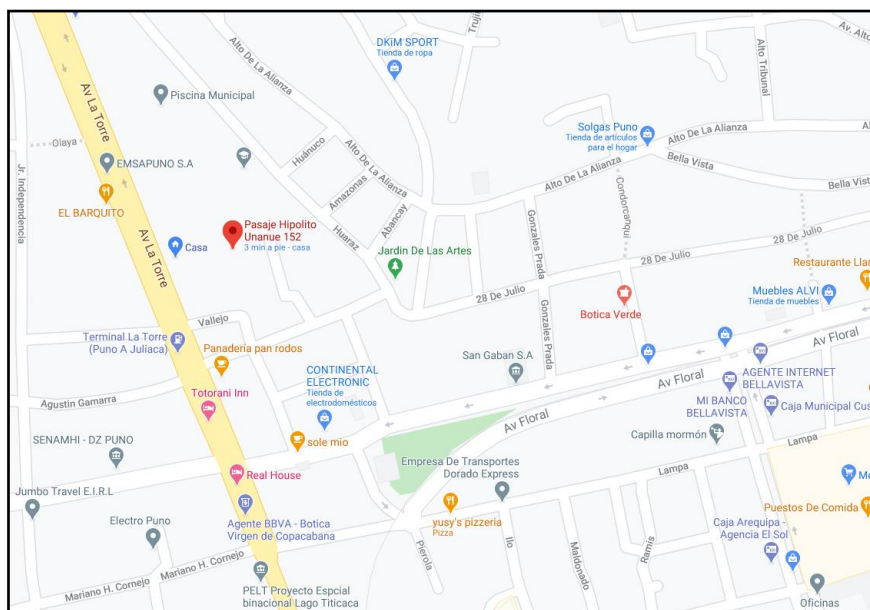 Av La Torre
Alto De La Alianza
Truji
DKiM SPORT
Tienda de ropa
Av. Alto
Alto Tribunal
Piscina Municipal
Solgas Puno
Tienda de artículos
para el hogar
Alto De La Alianza
Al
Olaya
Jr. Independencia
EMSAPUNO S.A
Huánuco
Alto De La Alianza
Alto De La Alianza
Bella Vista
Bella Vista
EL BARQUITO
Amazonas
Abancay
Condorcanqui
Gonzales Prada
Pasaje Hipolito
Unanue 152
3 min a pie - casa
Huaraz
Casa
Av La Torre
Jardin De Las Artes
28 De Julio
Restaurante Llan
28 De Julio
Muebles ALVI
Tienda de muebles
Botica Verde
Vallejo
Gonzales Prada
Terminal La Torre
(Puno A Juliaca)
Panadería pan rodos
San Gaban S.A
Av Floral
CONTINENTAL
ELECTRONIC
Tienda de
electrodomésticos
Av Floral
AGENTE INTERNET
BELLAVISTA
Totorani Inn
MI BANCO
BELLAVISTA
Caja Municipal Cus
Agustin Gamarra
Av Floral
SENAMHI - DZ PUNO
sole mio
Capilla mormón
Lampa
Empresa De Transportes
Dorado Express
Lampa
Real House
Me
Jumbo Travel E.I.R.L
Agente BBVA - Botica
Virgen de Copacabana
yusy's pizzeria
Pizza
Puestos De Comida
Electro Puno
Caja Arequipa -
Agencia El Sol
Pierola
Ilo
Maldonado
Ramis
Mariano H. Cornejo
Mariano H. Cornejo
PELT Proyecto Espcial
binacional Lago Titicaca
Oficinas